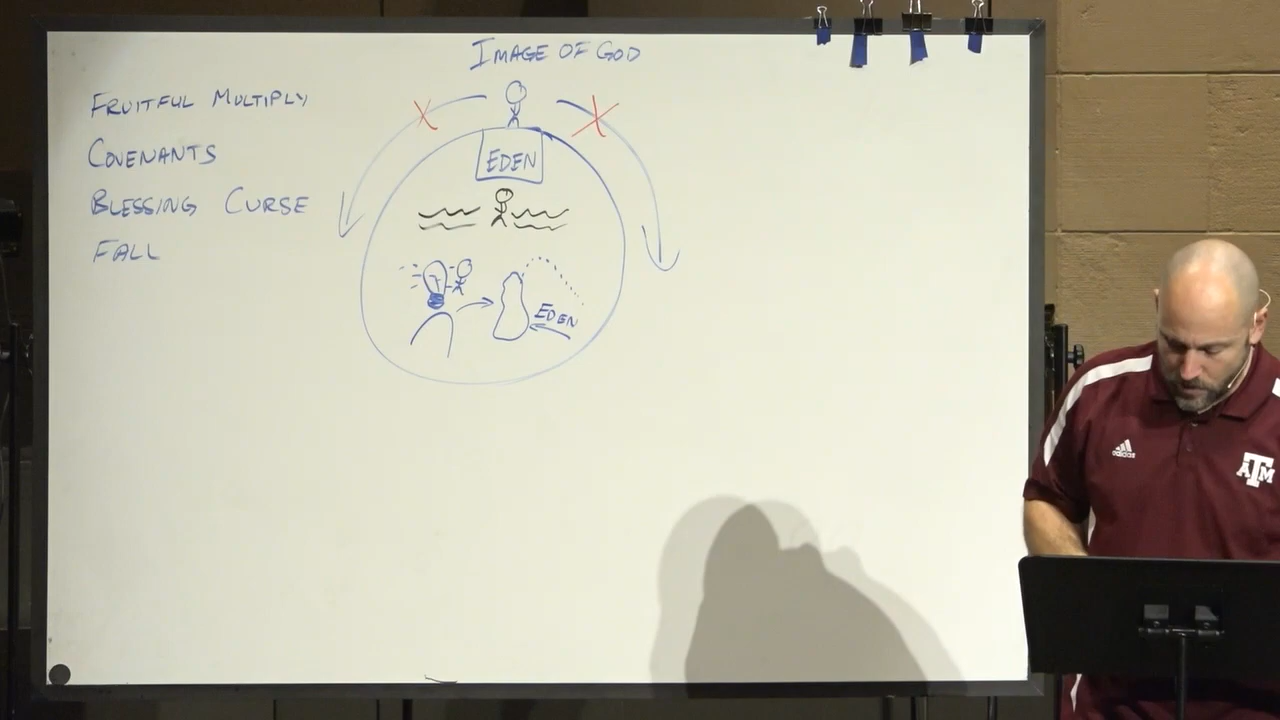 IMAGE OF GOD
FRUITFUL MULTIPLY
COVENANTS
BLESSING CURSE
FALL
EDEN
EDEN
adidas
ATM